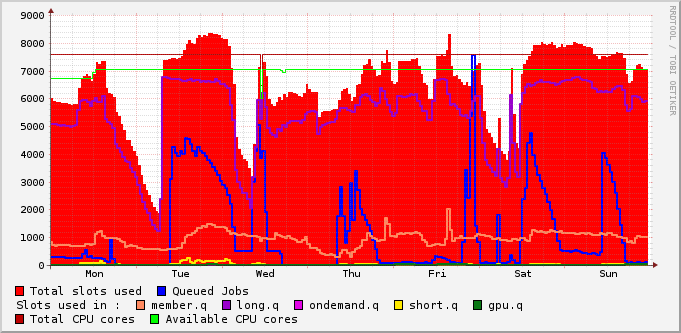 9000
8000
7000
6000
5000
4000
3000
2000
1000
0
Mon Tue Wed Thu Fri Sat Sun
RRDTOOL / TOBI OETIKER
Total slots used Queued Jobs
Slots used in : member.q long.q ondemand.q short.q gpu.q
Total CPU cores Available CPU cores